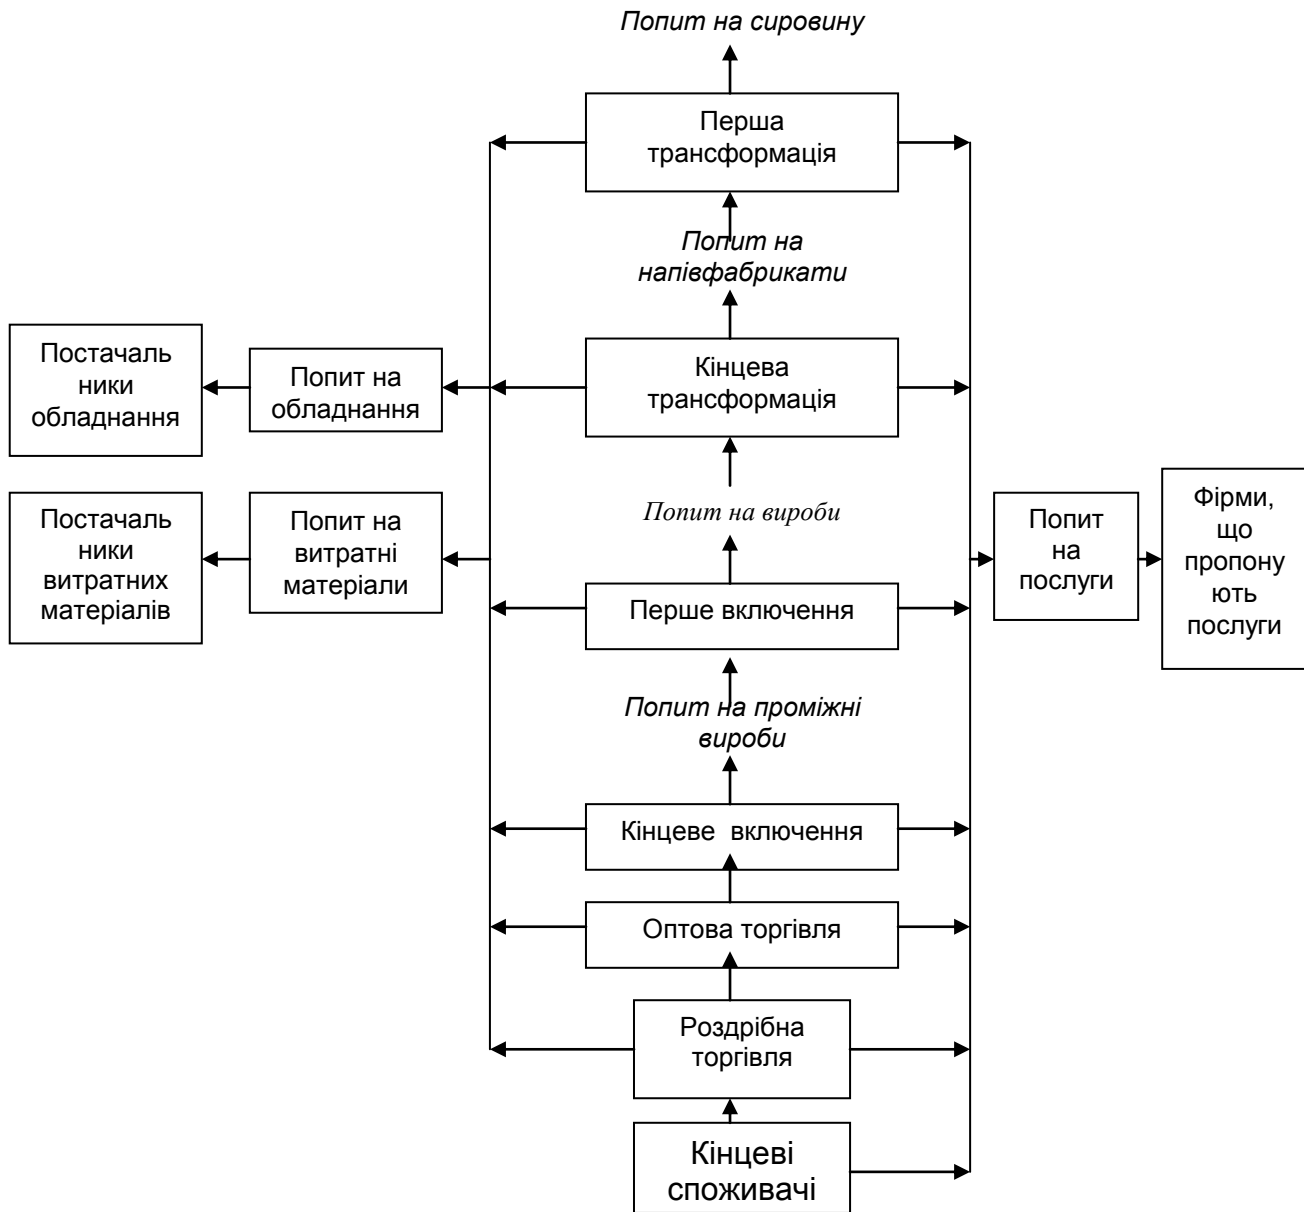 Попит на сировину
Перша
трансформація
Попит на
напівфабрикати
Кінцева
трансформація
Постачаль
ники
обладнання
Попит на
обладнання
Попит на вироби
Постачаль
ники
витратних
матеріалів
Попит на
витратні
матеріали
Попит
на
послуги
Фірми,
що
пропону
ють
послуги
Перше включення
Попит на проміжні
вироби
Кінцеве  включення
Оптова торгівля
Роздрібна
торгівля
Кінцеві
споживачі